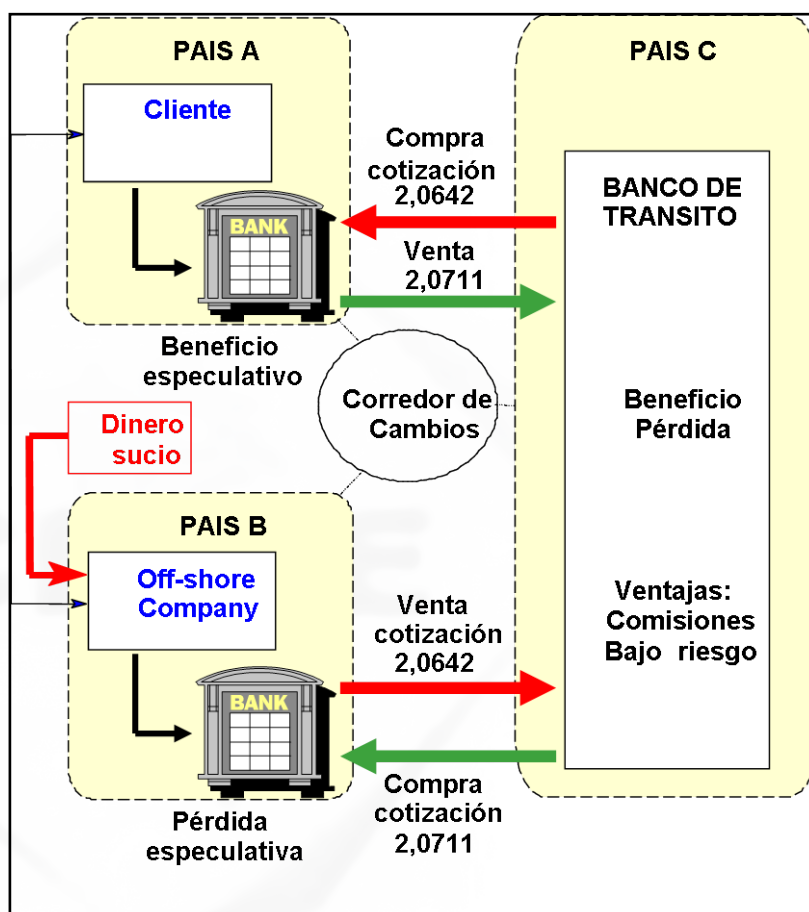 PAIS A
Cliente
BANK
Beneficio
especulativo
Compra
cotización
2,0642
Venta
2,0711
PAIS C
BANCO DE
TRANSITO
Beneficio
Pérdida
Ventajas:
Comisiones
Bajo riesgo
Corredor de
Cambios
Dinero
sucio
PAIS B
Off-shore
Company
BANK
Pérdida
especulativa
Venta
cotización
2,0642
Compra
cotización
2,0711